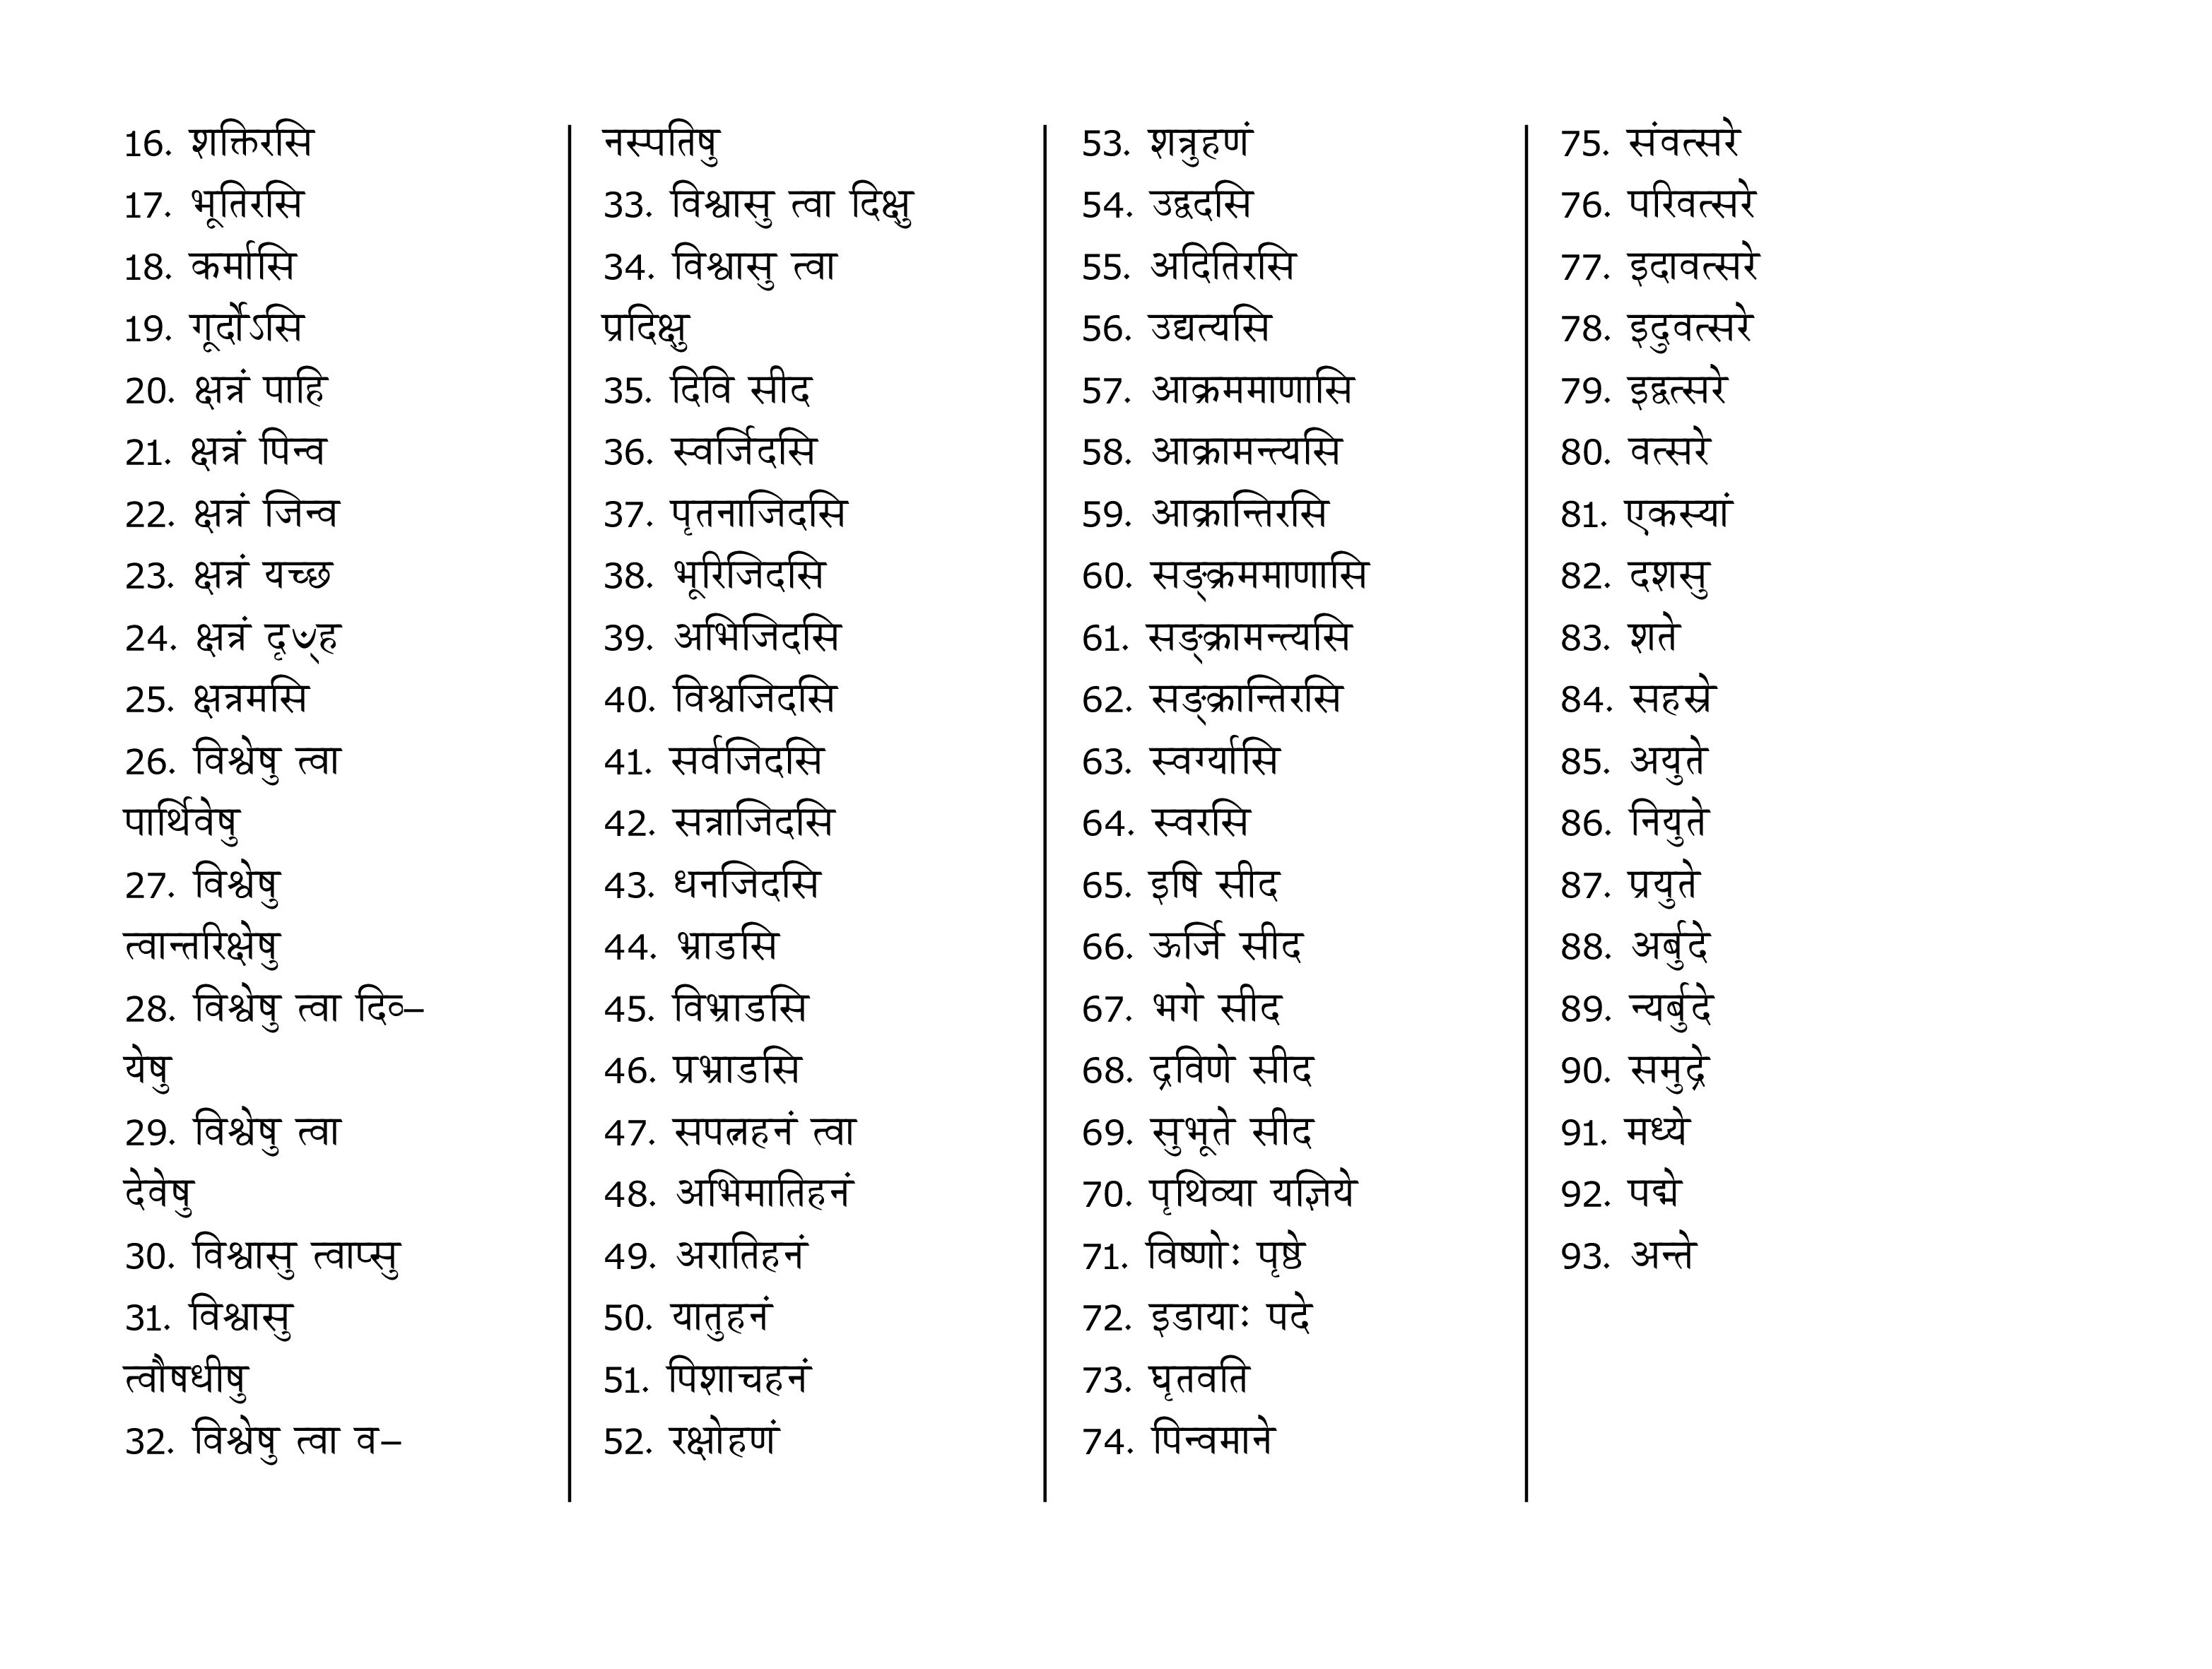 16. शक्तिरसि
17. भूतिरसि
18. कर्मासि
19. गूर्दोऽसि
20. क्षत्रं पाहि
21. क्षत्रं पिन्व
22. क्षत्रं जिन्व
23. क्षत्रं यच्छ
24. क्षत्रं दृꣳ्ह
25. क्षत्रमसि
26. विश्वेषु त्वा
पार्थिवेषु
27. विश्वेषु
त्वान्तरिक्षेषु
28. विश्वेषु त्वा दिव्-
येषु
29. विश्वेषु त्वा
देवेषु
30. विश्वासु त्वाप्सु
31. विश्वासु
त्वौषधीषु
32. विश्वेषु त्वा व-
नस्पतिषु
33. विश्वासु त्वा दिक्षु
34. विश्वासु त्वा
प्रदिक्षु
35. दिवि सीद
36. स्वर्जिदसि
37. पृतनाजिदसि
38. भूरिजिदसि
39. अभिजिदसि
40. विश्वजिदसि
41. सर्वजिदसि
42. सत्राजिदसि
43. धनजिदसि
44. भ्राडसि
45. विभ्राडसि
46. प्रभ्राडसि
47. सपत्नहनं त्वा
48. अभिमातिहनं
49. अरातिहनं
50. यातुहनं
51. पिशाचहनं
52. रक्षोहणं
53. शत्रुहणं
54. उद्वदसि
55. अदितिरसि
56. उद्यत्यसि
57. आक्रममाणासि
58. आक्रामन्त्यसि
59. आक्रान्तिरसि
60. सङ्क्रममाणासि
61. सङ्क्रामन्त्यसि
62. सङ्क्रान्तिरसि
63. स्वर्ग्यासि
64. स्वरसि
65. इषि सीद
66. ऊर्जि सीद
67. भगे सीद
68. द्रविणे सीद
69. सुभूते सीद
70. पृथिव्या यज्ञिये
71. विष्णोः पृष्ठे
72. इडायाः पदे
73. घृतवति
74. पिन्वमाने
75. संवत्सरे
76. परिवत्सरे
77. इदावत्सरे
78. इदुवत्सरे
79. इद्वत्सरे
80. वत्सरे
81. एकस्यां
82. दशसु
83. शते
84. सहस्रे
85. अयुते
86. नियुते
87. प्रयुते
88. अर्बुदे
89. न्यर्बुदे
90. समुद्रे
91. मध्ये
92. पद्मे
93. अन्ते